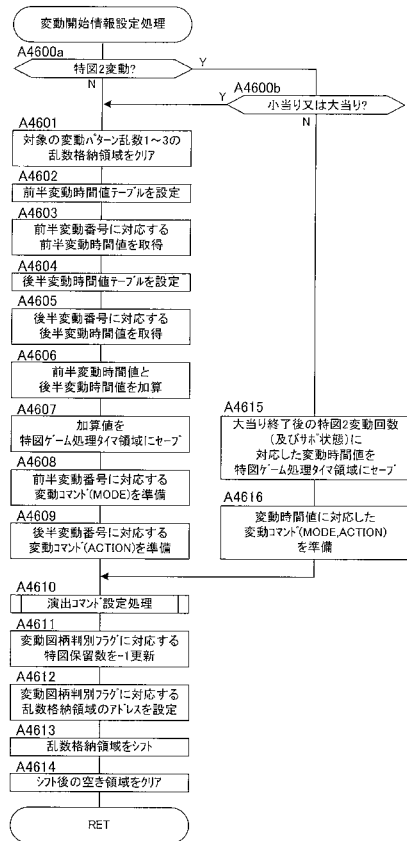 変動開始情報設定処理
A4600a
特図2変動?
Y
N
A4600b
小当り又は大当り?
Y
N
A4601
対象の変動パターン乱数1~3の
乱数格納領域をクリア
A4602
前半変動時間値テーブルを設定
A4603
前半変動番号に対応する
前半変動時間値を取得
A4604
後半変動時間値テーブルを設定
A4605
後半変動番号に対応する
後半変動時間値を取得
A4606
前半変動時間値と
後半変動時間値を加算
A4607
加算値を
特図ゲーム処理タイマ領域にセーブ
A4608
前半変動番号に対応する
変動コマンド(MODE)を準備
A4609
後半変動番号に対応する
変動コマンド(ACTION)を準備
A4615
大当り終了後の特図2変動回数
(及びサポ状態)に
対応した変動時間値を
特図ゲーム処理タイマ領域にセーブ
A4616
変動時間値に対応した
変動コマンド(MODE,ACTION)
を準備
A4610
演出コマンド設定処理
A4611
変動図柄判別フラグに対応する
特図保留数を-1更新
A4612
変動図柄判別フラグに対応する
乱数格納領域のアドレスを設定
A4613
乱数格納領域をシフト
A4614
シフト後の空き領域をクリア
RET